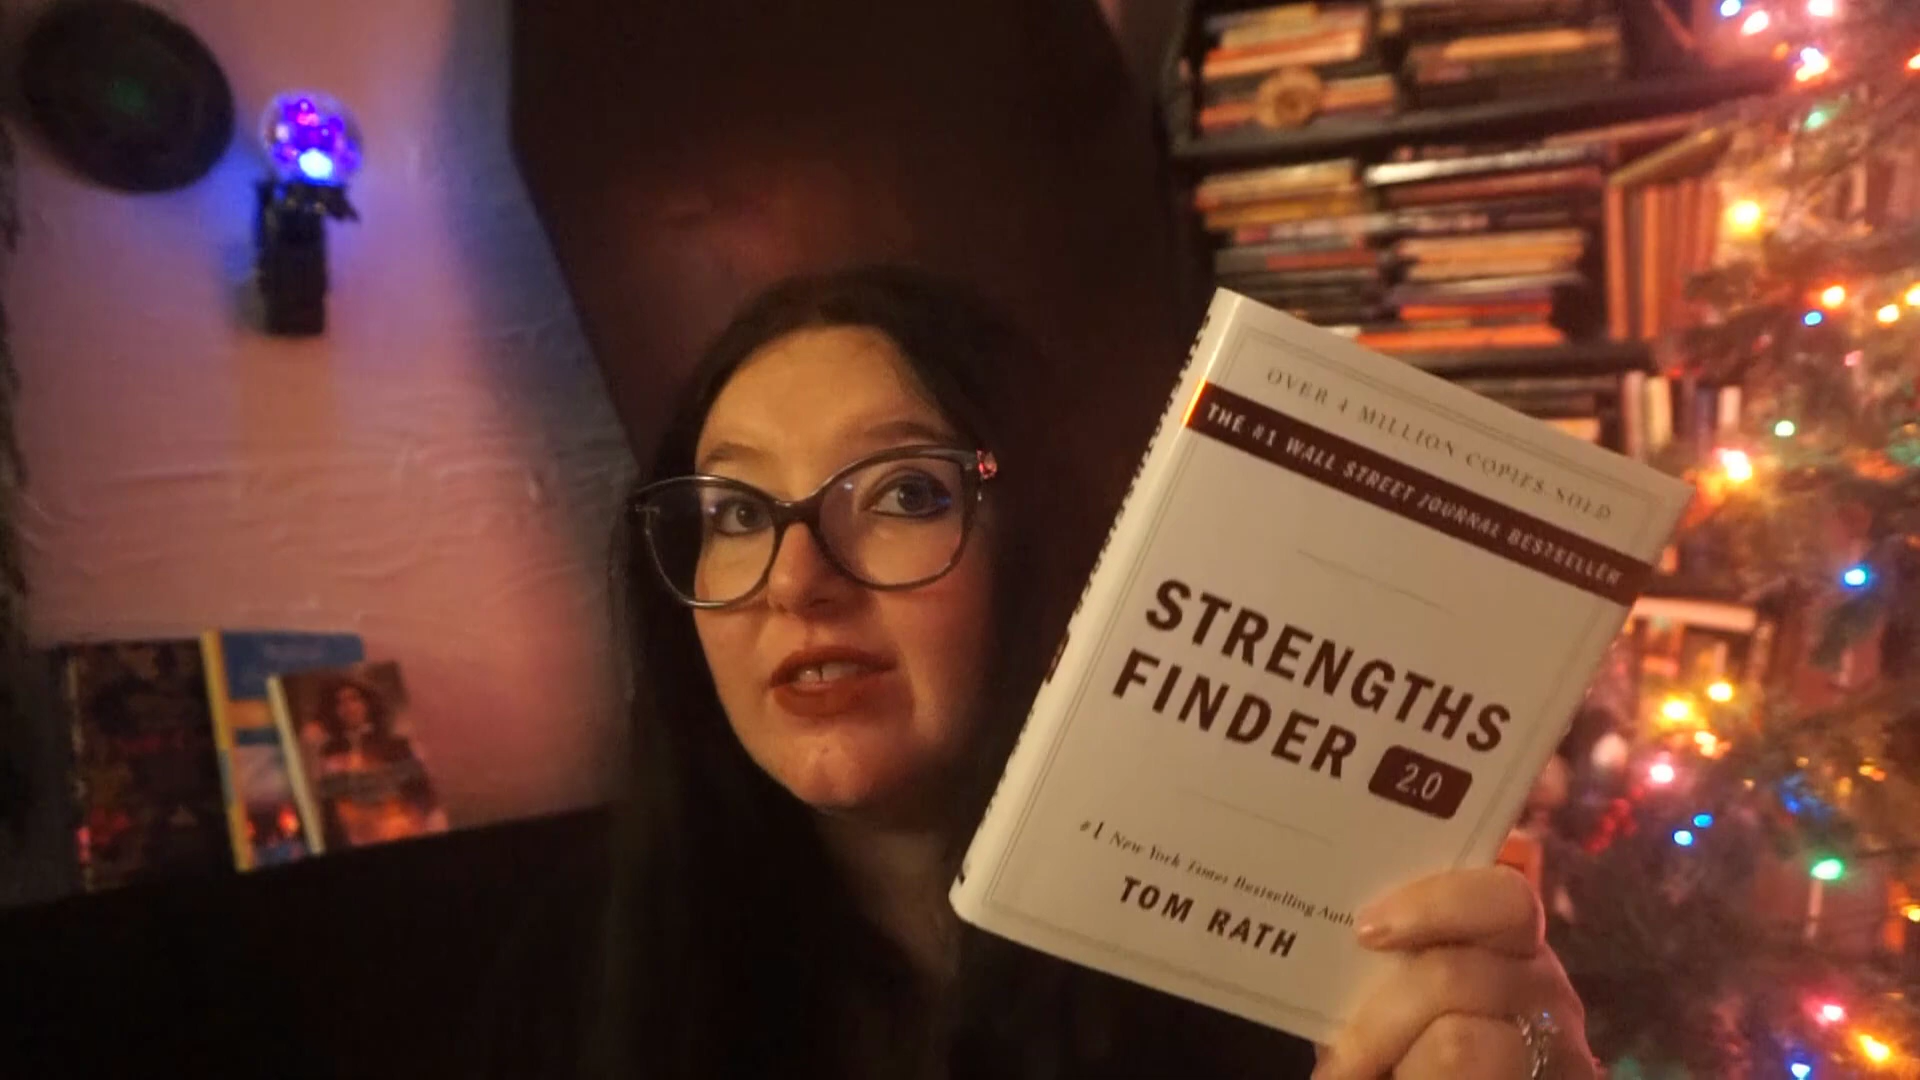 OVER 4 MILLION COPIES SOLD
THE #1 WALL STREET JOURNAL BESTSELLER
STRENGTHS
FINDER 2.0
#1 New York Times Bestselling
TOM RATH